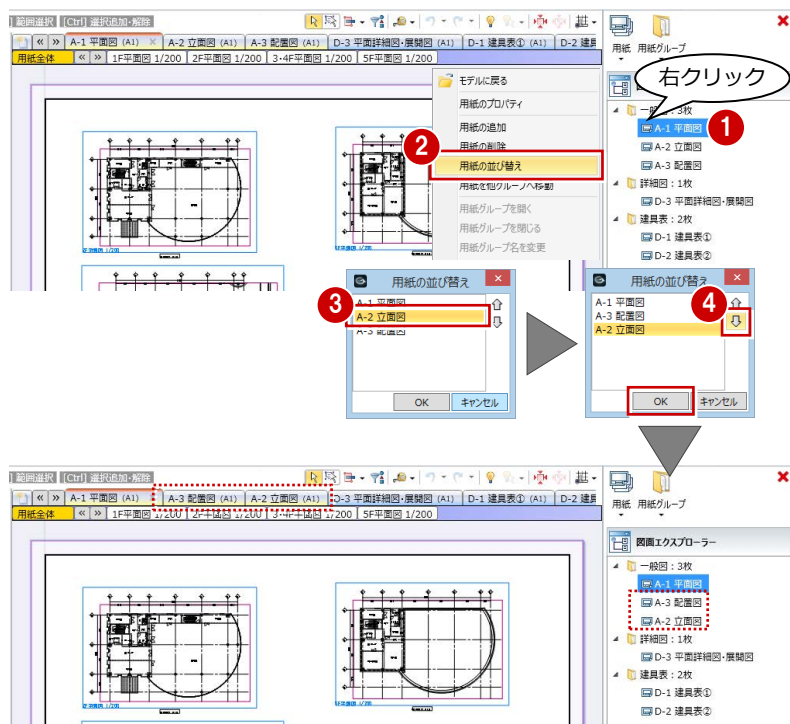 範囲選択 [Ctrl] 選択追加・解除
A-1 平面図 (A1) A-2 立面図 (A1) A-3 配置図 (A1) D-3 平面詳細図・展開図 (A1) D-1 建具表① (A1) D-2 建具
用紙全体 1F平面図 1/200 2F平面図 1/200 3・4F平面図 1/200 5F平面図 1/200
用紙 用紙グループ
右クリック
1
一般図：3枚
A-1 平面図
A-2 立面図
A-3 配置図
詳細図：1枚
D-3 平面詳細図・展開図
建具表：2枚
D-1 建具表①
D-2 建具表②
モデルに戻る
用紙のプロパティ
用紙の追加
用紙の削除
2
用紙の並び替え
用紙を他グループへ移動
用紙グループを開く
用紙グループを閉じる
用紙グループ名を変更
用紙の並び替え
3
A-1 平面図
A-2 立面図
A-3 配置図
OK キャンセル
用紙の並び替え
4
A-1 平面図
A-3 配置図
A-2 立面図
OK キャンセル
範囲選択 [Ctrl] 選択追加・解除
A-1 平面図 (A1) A-3 配置図 (A1) A-2 立面図 (A1) D-3 平面詳細図・展開図 (A1) D-1 建具表① (A1) D-2 建具
用紙全体 1F平面図 1/200 2F平面図 1/200 3・4F平面図 1/200 5F平面図 1/200
用紙 用紙グループ
図面エクスプローラー
一般図：3枚
A-1 平面図
A-3 配置図
A-2 立面図
詳細図：1枚
D-3 平面詳細図・展開図
建具表：2枚
D-1 建具表①
D-2 建具表②